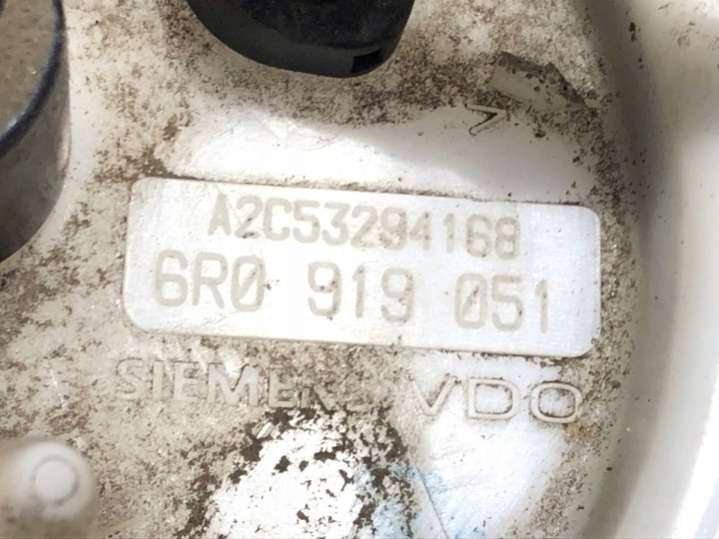 A2C53294168
6R0 919 051
SIEMENS VDO